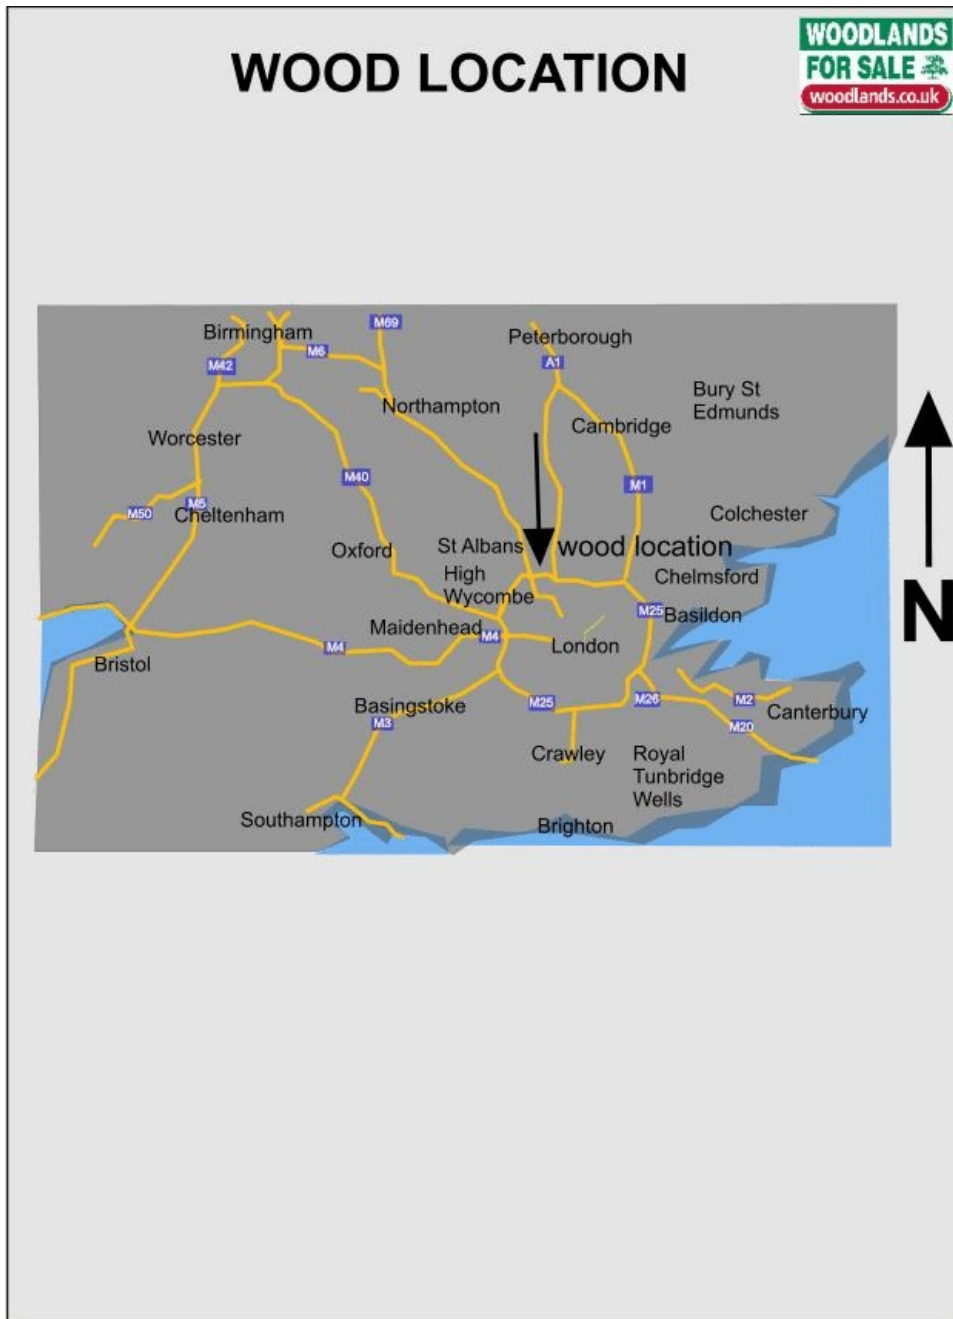 WOODLANDS
FOR SALE
woodlands.co.uk
WOOD LOCATION
Birmingham
M69
Peterborough
M6
M42
A1
Bury St
Edmunds
Northampton
Cambridge
Worcester
M40
M1
M5
M50
Cheltenham
Colchester
Oxford
St Albans
wood location
High
Wycombe
Chelmsford
M25
Basildon
N
Maidenhead
M4
M4
London
Bristol
Basingstoke
M25
M26
M2
Canterbury
M3
M20
Crawley
Royal
Tunbridge
Wells
Southampton
Brighton